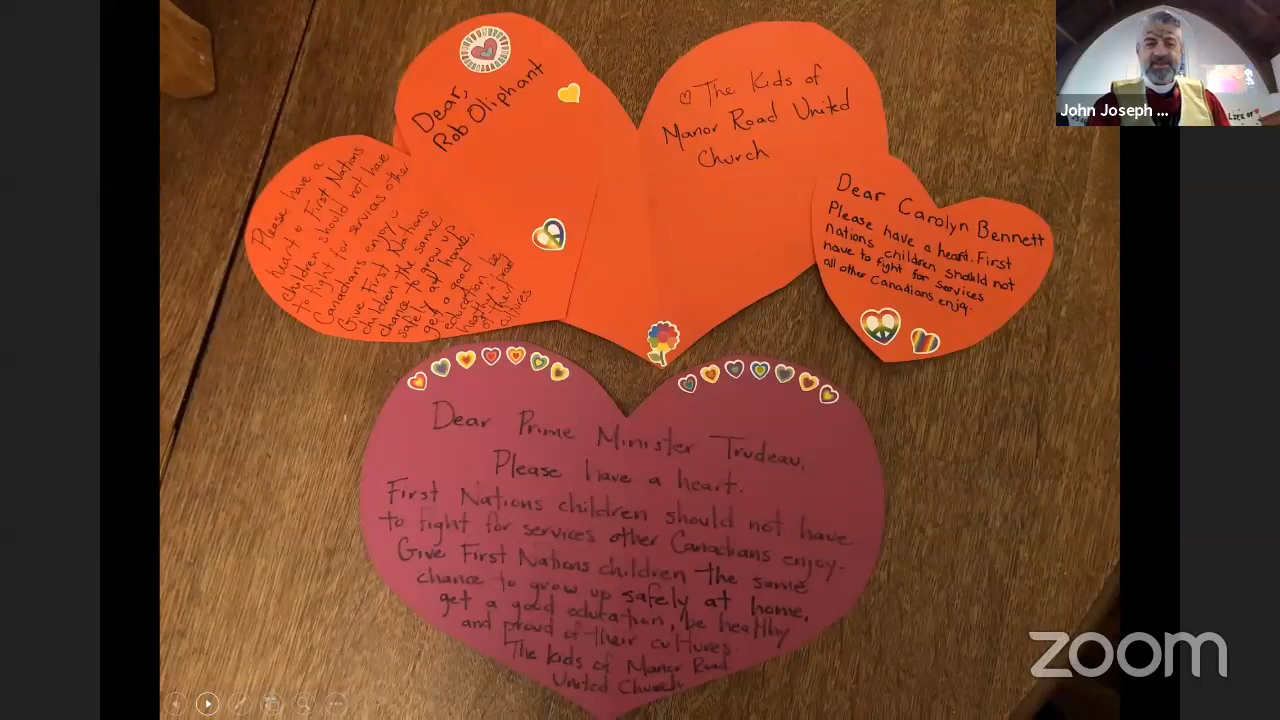 Dear,
Rob Oliphant
Please have a
heart. First Nations
children should not have
to fight for services other
Canadians enjoy.
Give First Nations
children the same
chance to grow up
safely at home,
get a good
education, be
heathy & proud
of their
cultures
The Kids of
Manor Road United
Church
Dear Carolyn Bennett
Please have a heart. First
nations children should not
have to fight for services
all other Canadians enjoy.
Dear Prime Minister Trudeau,
Please have a heart.
First Nations children should not have
to fight for services other Canadians enjoy.
Give First Nations children the same
chance to grow up safely at home,
get a good education, be healthy
and proud of their cultures.
The kids of Manor Road
United Church
John Joseph ...
zoom